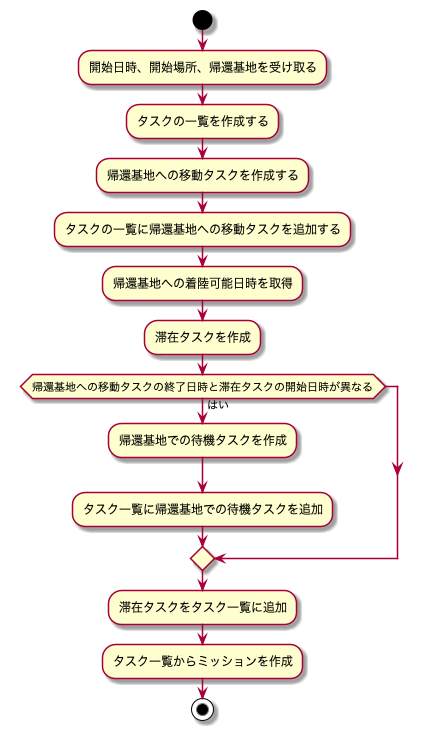 開始日時、開始場所、帰還基地を受け取る
タスクの一覧を作成する
帰還基地への移動タスクを作成する
タスクの一覧に帰還基地への移動タスクを追加する
帰還基地への着陸可能日時を取得
滞在タスクを作成
帰還基地への移動タスクの終了日時と滞在タスクの開始日時が異なる
はい
帰還基地での待機タスクを作成
タスク一覧に帰還基地での待機タスクを追加
滞在タスクをタスク一覧に追加
タスク一覧からミッションを作成